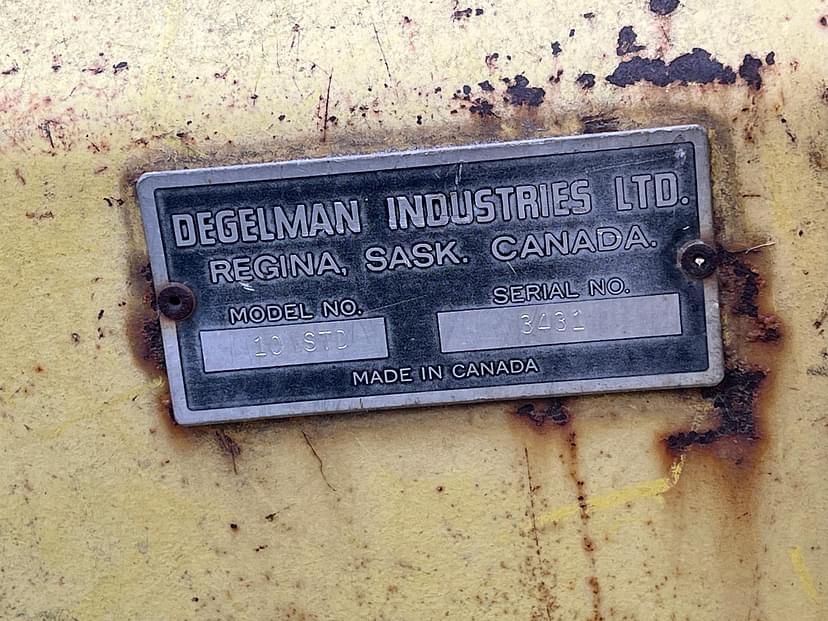 DEGELMAN INDUSTRIES LTD.
REGINA, SASK. CANADA.
MODEL NO. SERIAL NO.
10 STD 3431
MADE IN CANADA